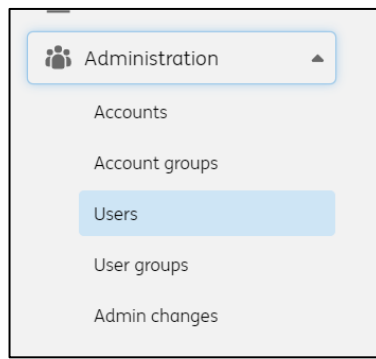 Administration
Accounts
Account groups
Users
User groups
Admin changes